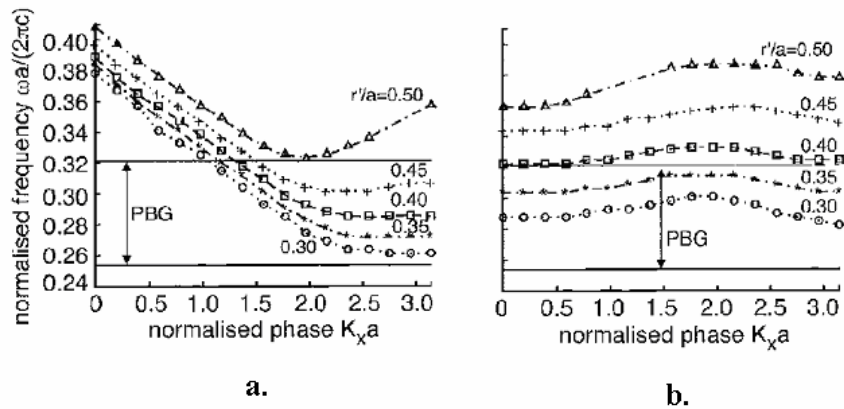 normalised frequency ωa/(2πc)
0.40
0.38
0.36
0.34
0.32
0.30
0.28
0.26
0.24
r'/a=0.50
0.45
0.40
0.35
0.30
PBG
0 0.5 1.0 1.5 2.0 2.5 3.0
normalised phase Kxa
a.
r'/a=0.50
0.45
0.40
0.35
0.30
PBG
0 0.5 1.0 1.5 2.0 2.5 3.0
normalised phase Kxa
b.